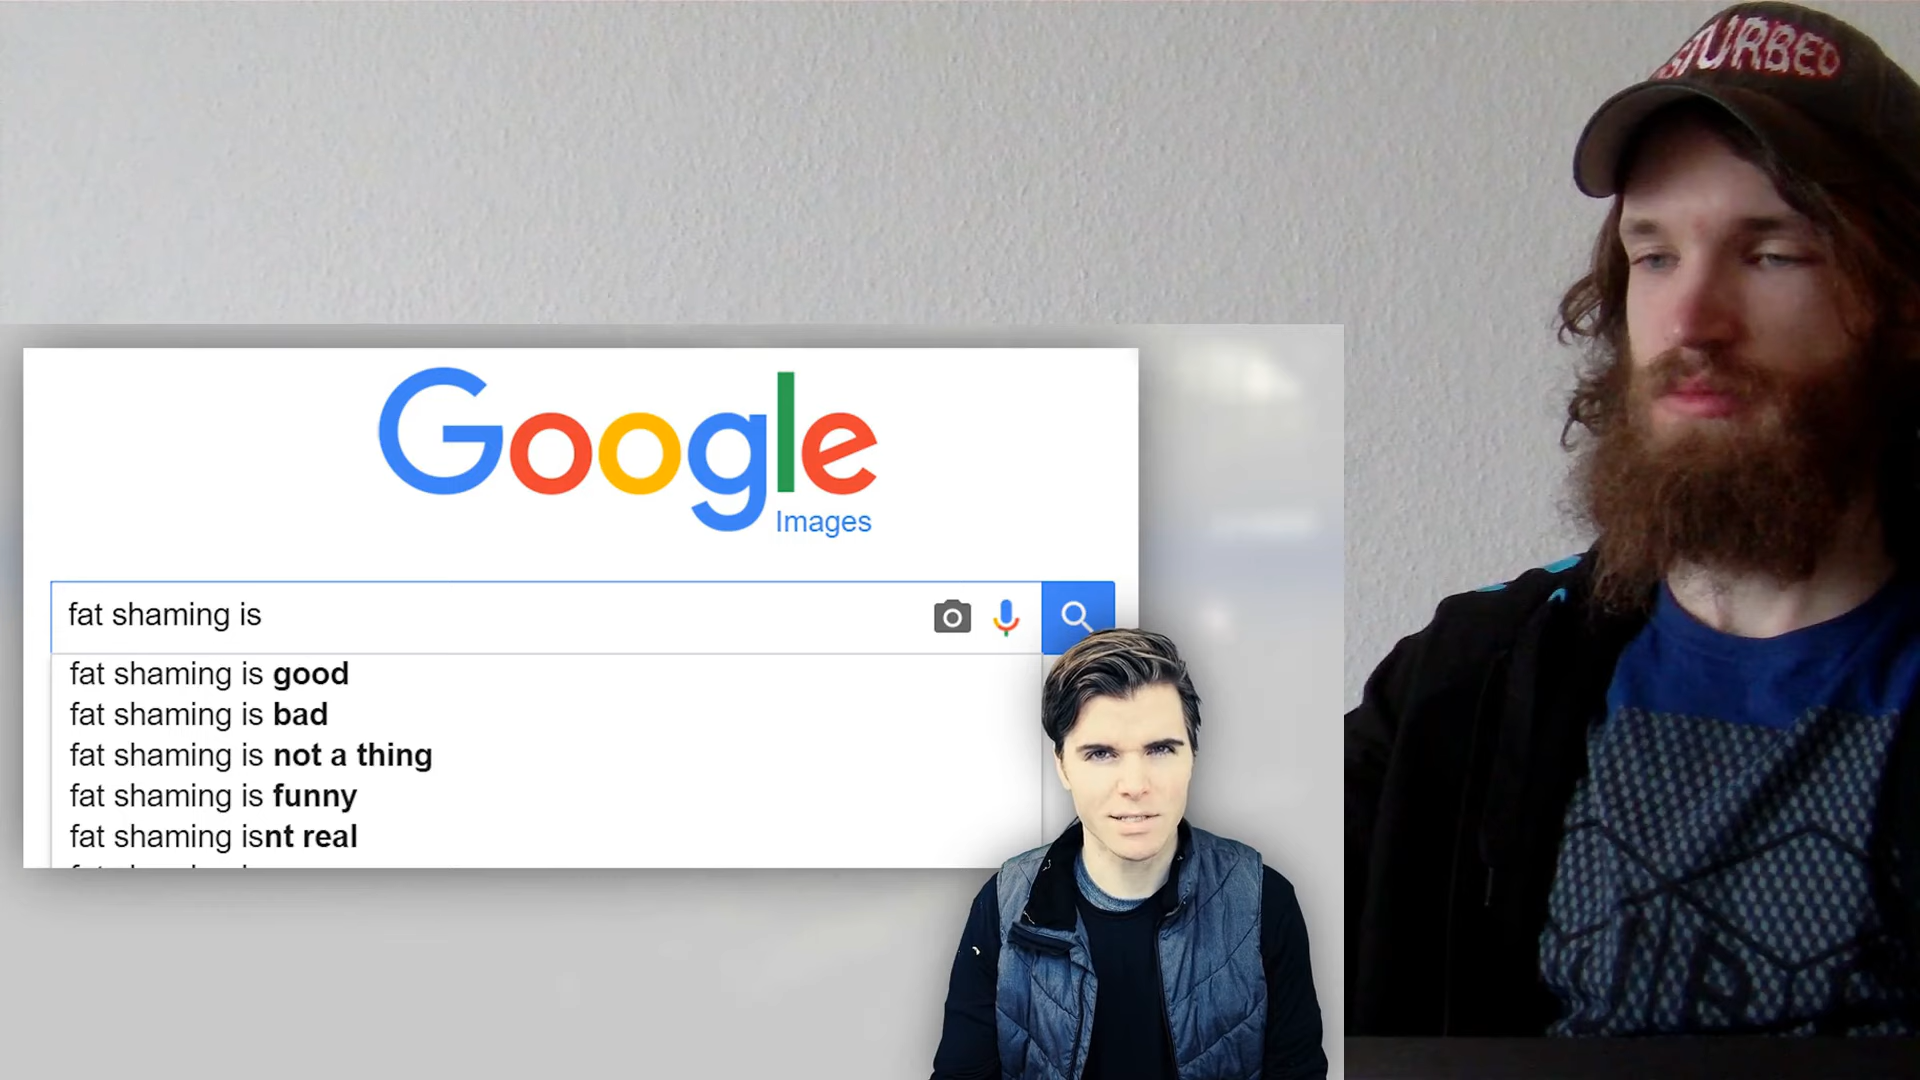 STURBED
Google
Images
fat shaming is
fat shaming is good
fat shaming is bad
fat shaming is not a thing
fat shaming is funny
fat shaming isnt real